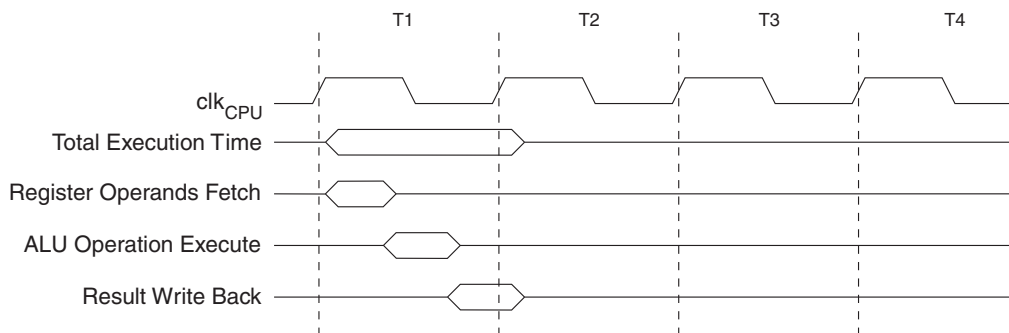 T1 T2 T3 T4
clkCPU
Total Execution Time
Register Operands Fetch
ALU Operation Execute
Result Write Back